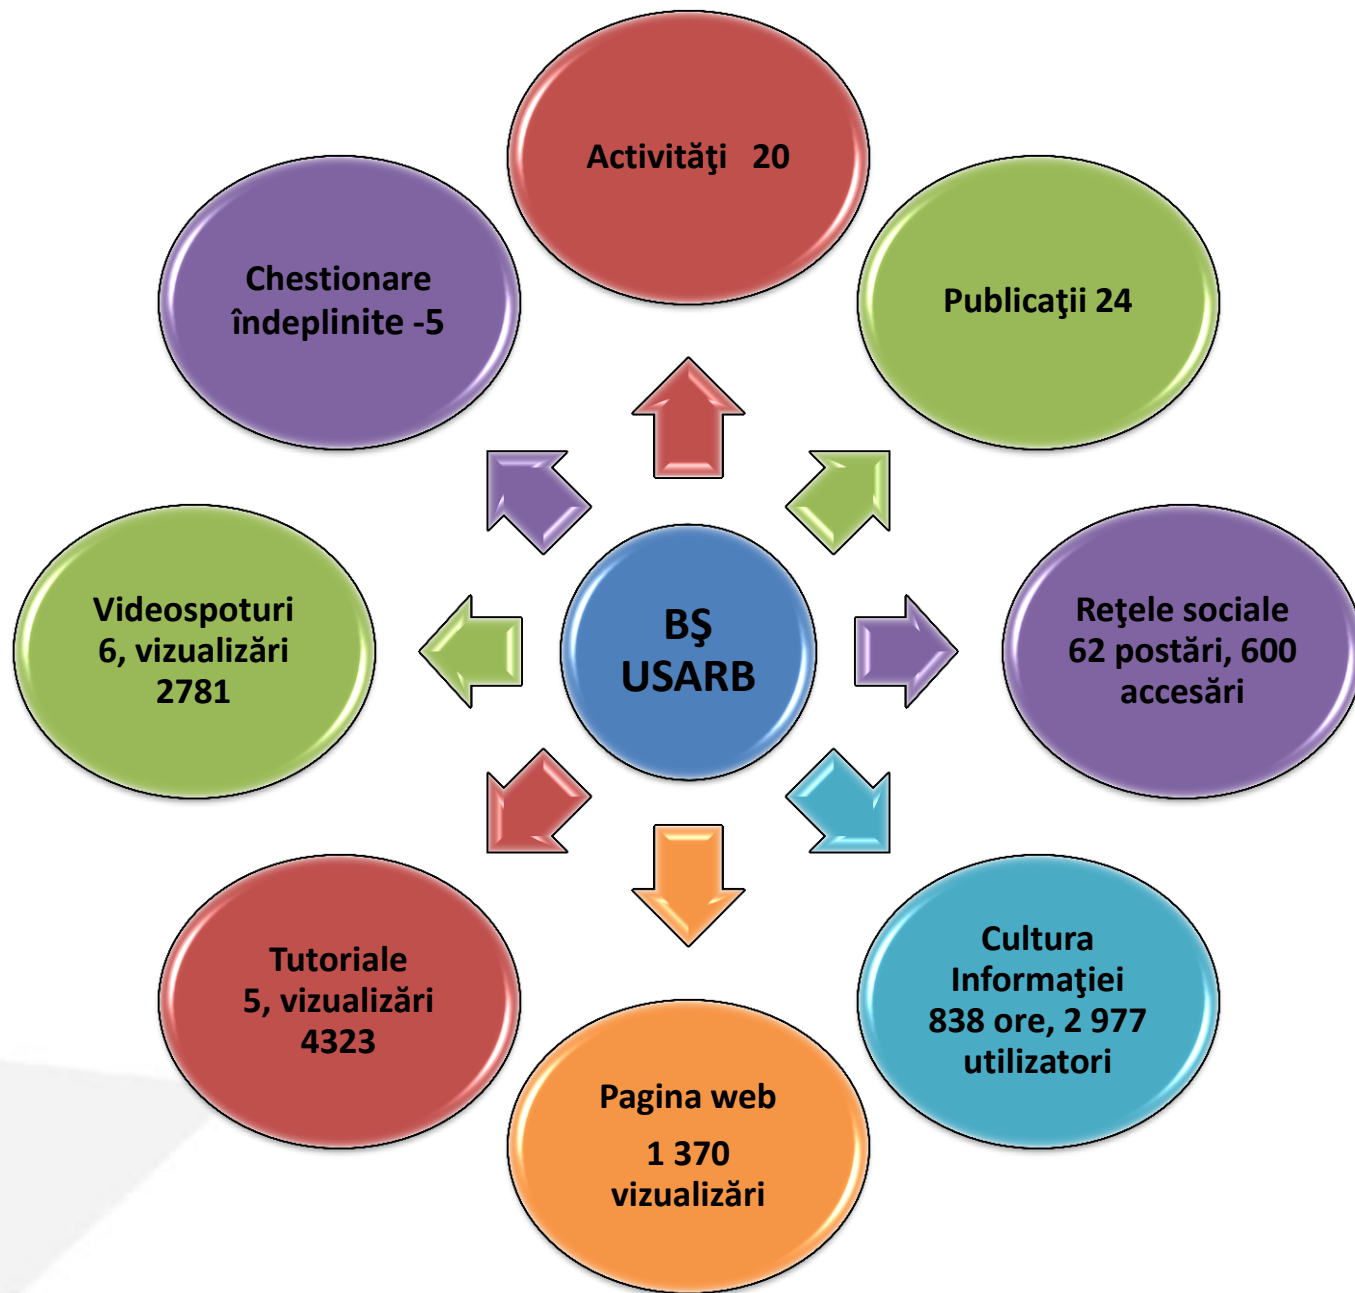 Activităţi 20
Publicaţii 24
Reţele sociale
62 postări, 600
accesări
Cultura
Informaţiei
838 ore, 2 977
utilizatori
Pagina web
1 370
vizualizări
Tutoriale
5, vizualizări
4323
Videospoturi
6, vizualizări
2781
Chestionare
îndeplinite -5
BŞ
USARB